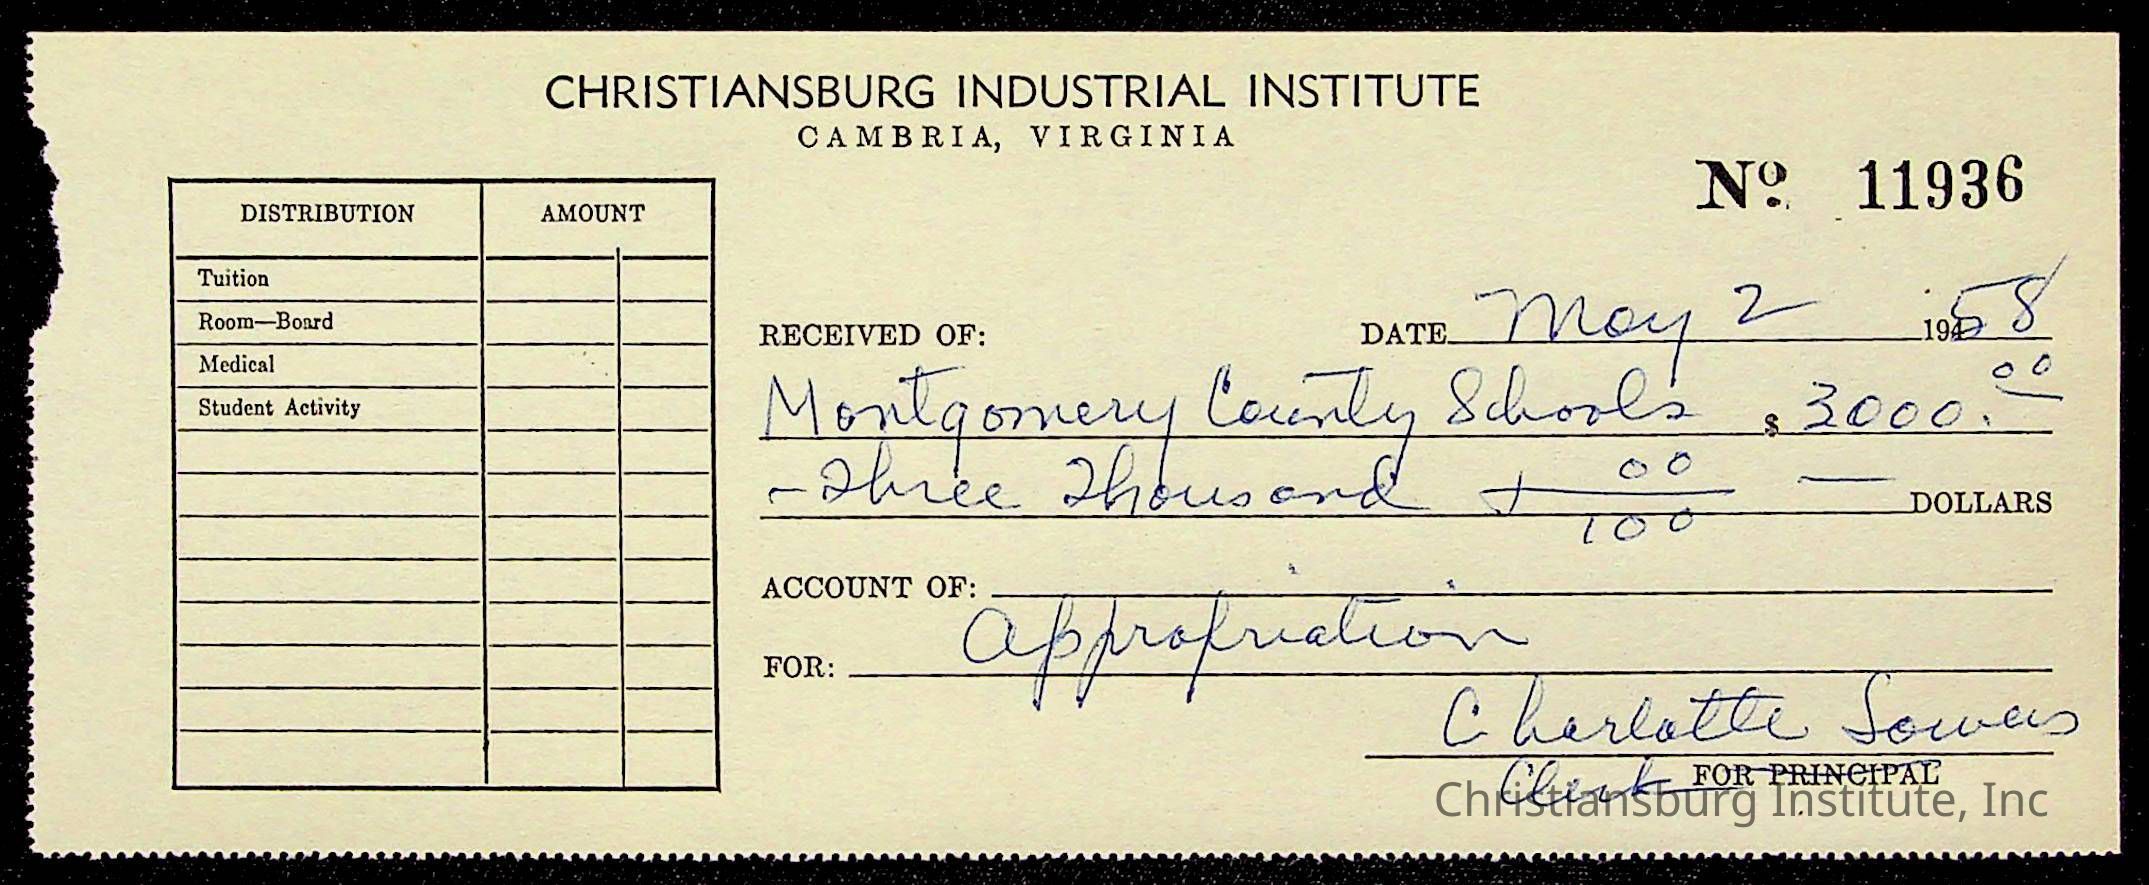 CHRISTIANSBURG INDUSTRIAL INSTITUTE
CAMBRIA, VIRGINIA
Nº. 11936
DISTRIBUTION AMOUNT
Tuition
Room—Board
Medical
Student Activity
RECEIVED OF: DATE May 2 19458
Montgomery County Schools $ 3000.00
- Three Thousand + 00/100 — DOLLARS
ACCOUNT OF:
FOR: Appropriation
Charlotte Sowers
Clerk FOR PRINCIPAL
Christiansburg Institute, Inc